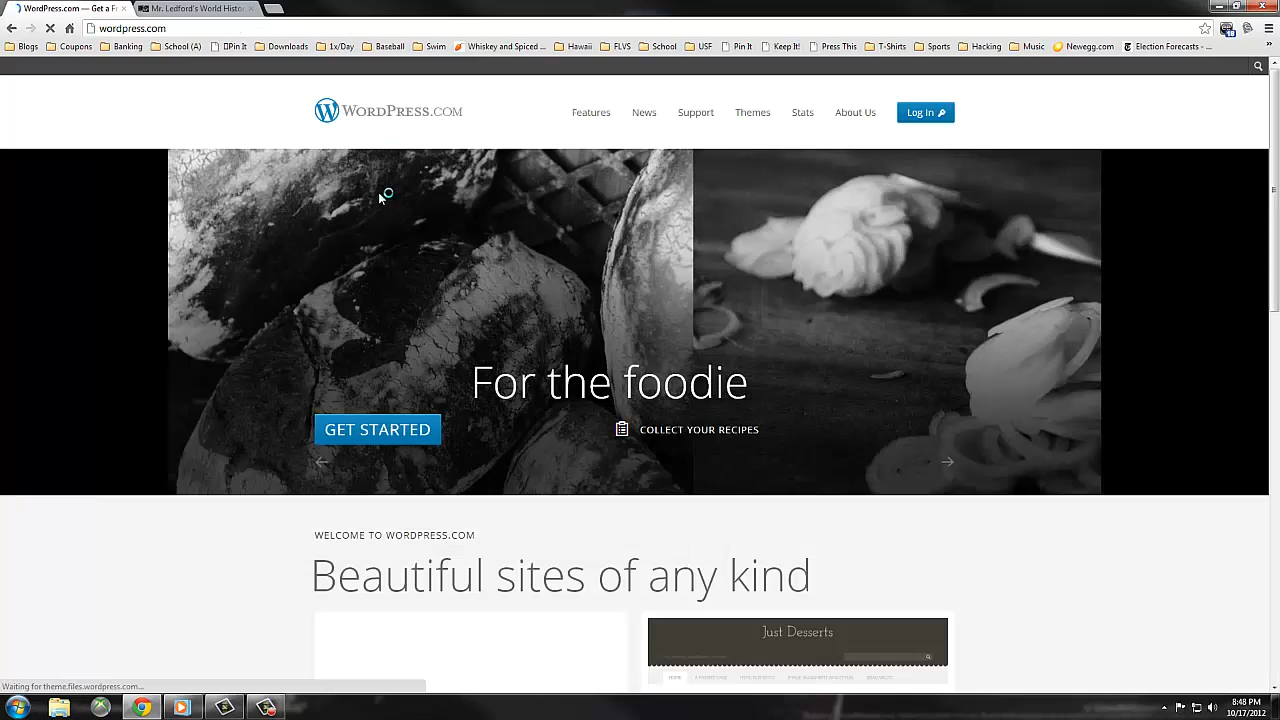 WordPress.com — Get a F
Mr. Ledford's World Histo
wordpress.com
Blogs Coupons Banking School (A) Pin It Downloads 1x/Day Baseball Swim Whiskey and Spiced ... Hawaii FLVS School USF Pin It Keep It! Press This T-Shirts Sports Hacking Music Newegg.com Election Forecasts - ... »
WORDPRESS.COM
Features News Support Themes Stats About Us Log In
For the foodie
GET STARTED
COLLECT YOUR RECIPES
WELCOME TO WORDPRESS.COM
Beautiful sites of any kind
Just Desserts
HOME
Waiting for theme.files.wordpress.com...
8:48 PM
10/17/2012